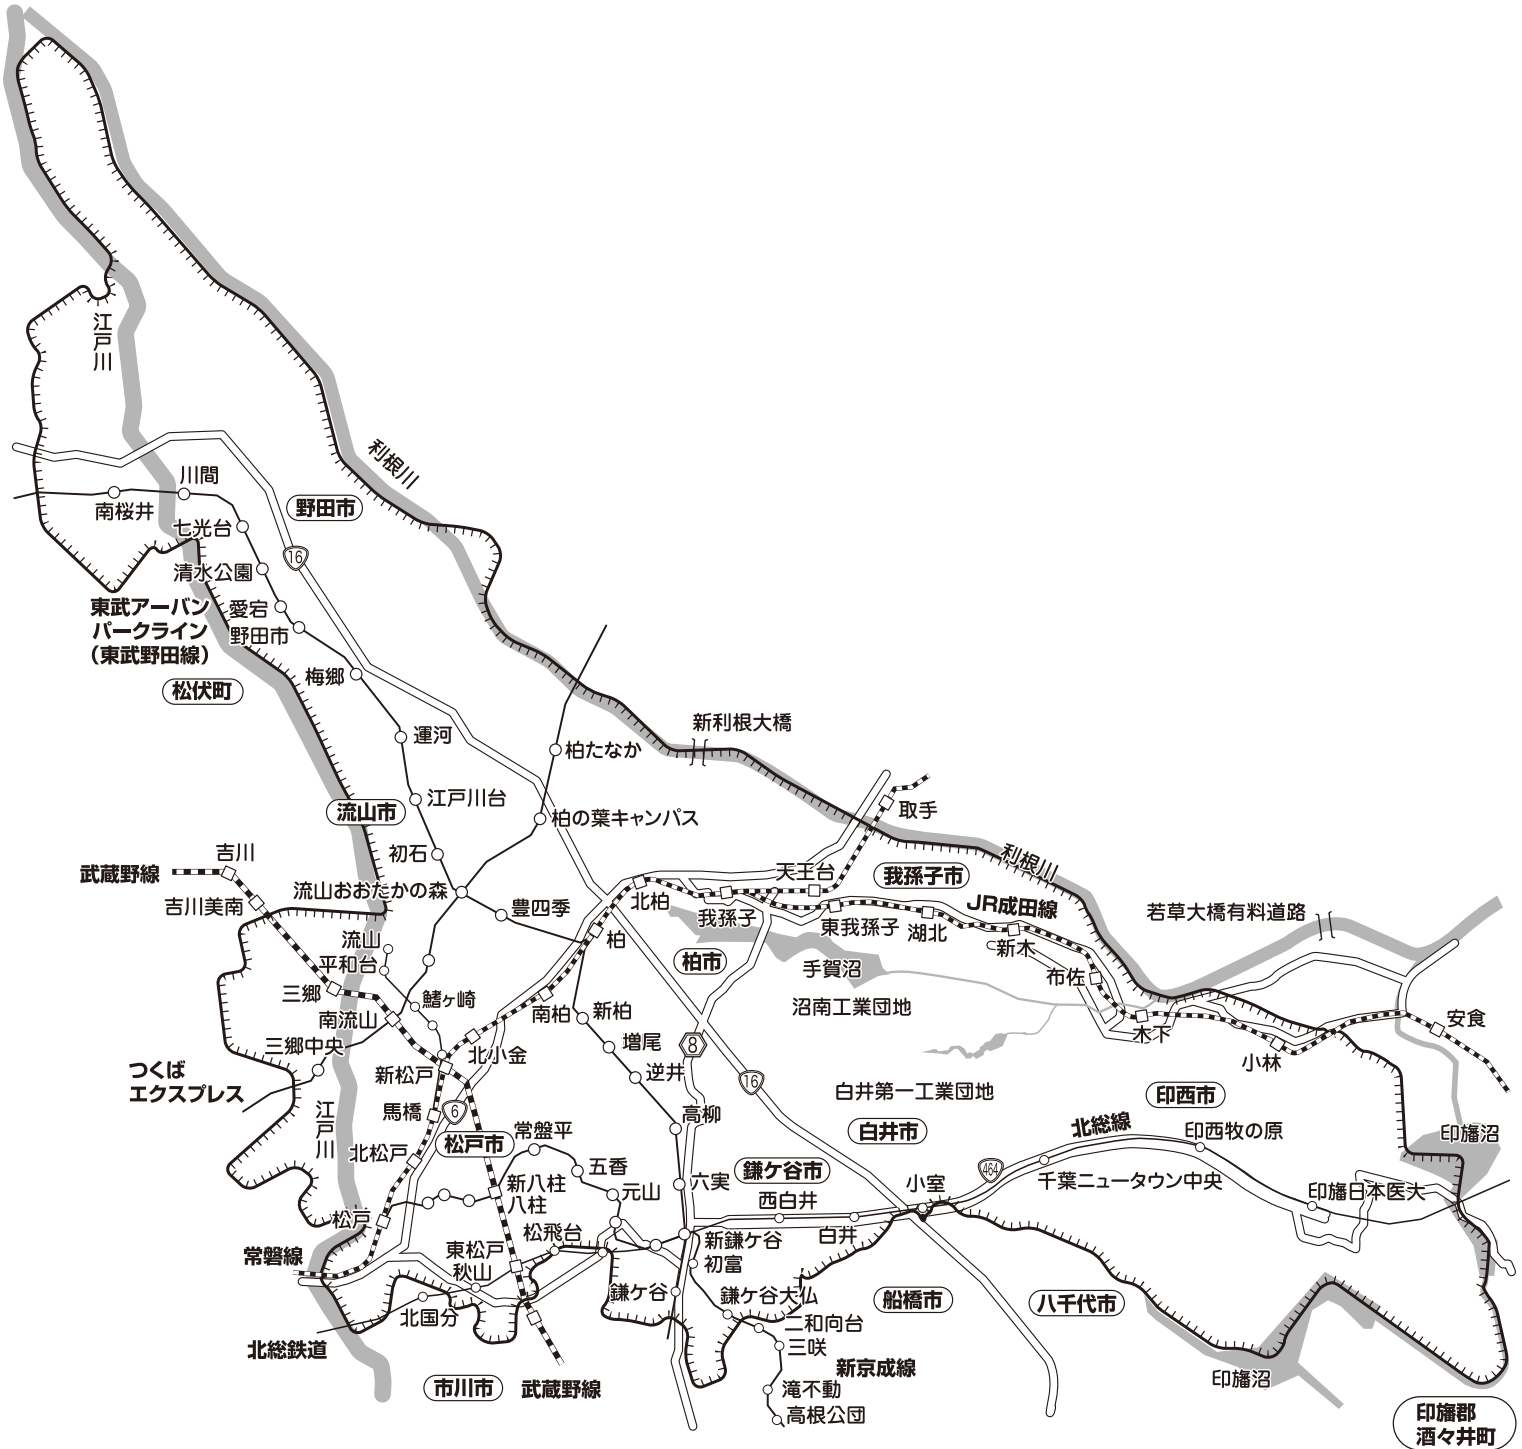 江戸川
利根川
川間
南桜井
野田市
七光台
16
清水公園
東武アーバン
パークライン
（東武野田線）
愛宕
野田市
松伏町
梅郷
新利根大橋
運河
柏たなか
江戸川台
流山市
柏の葉キャンパス
取手
初石
吉川
武蔵野線
天王台
利根川
我孫子市
流山おおたかの森
北柏
吉川美南
豊四季
我孫子
JR成田線
若草大橋有料道路
東我孫子
湖北
流山
柏
新木
平和台
柏市
手賀沼
布佐
三郷
鰭ヶ崎
南柏
新柏
沼南工業団地
南流山
木下
安食
三郷中央
北小金
増尾
8
小林
つくば
エクスプレス
新松戸
逆井
16
白井第一工業団地
印西市
江戸川
馬橋
6
高柳
松戸市
常盤平
白井市
北総線
印西牧の原
印旛沼
北松戸
五香
鎌ケ谷市
464
新八柱
八柱
元山
六実
西白井
小室
千葉ニュータウン中央
印旛日本医大
松戸
松飛台
新鎌ケ谷
白井
常磐線
東松戸
秋山
初富
北国分
鎌ケ谷
鎌ケ谷大仏
船橋市
八千代市
二和向台
北総鉄道
三咲
新京成線
市川市
武蔵野線
滝不動
印旛沼
高根公団
印旛郡
酒々井町